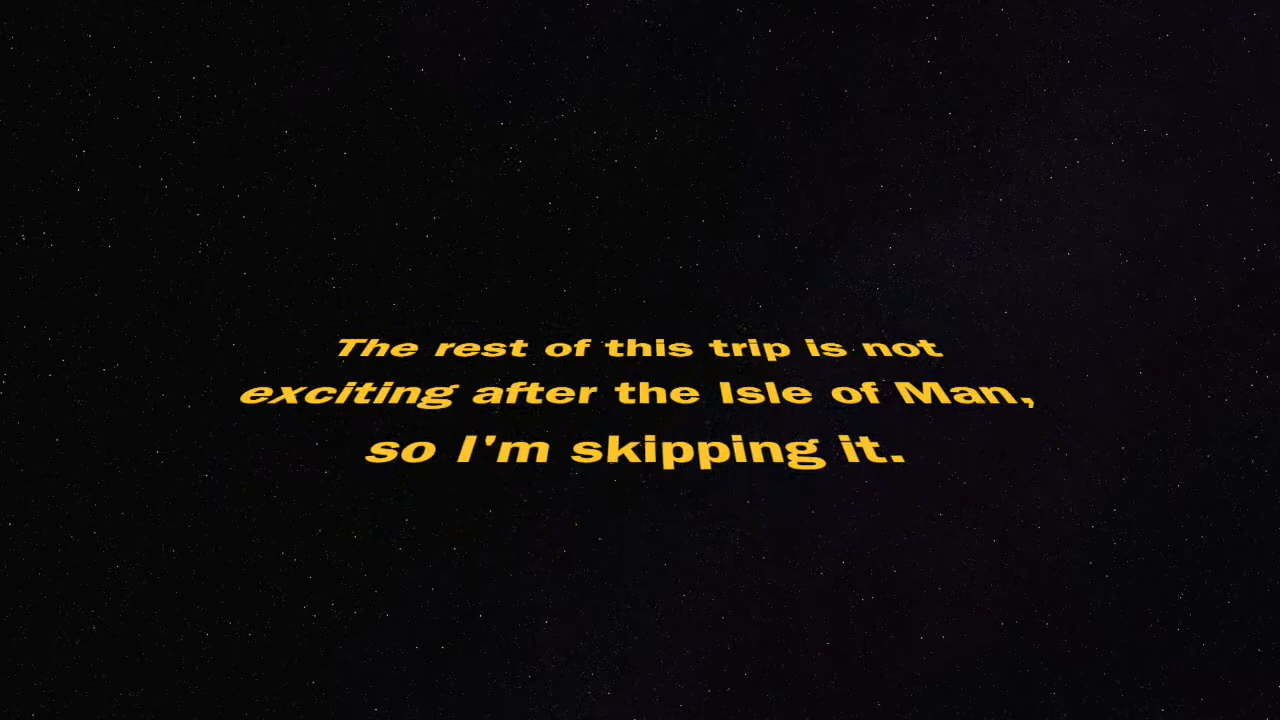 The rest of this trip is not
exciting after the Isle of Man,
so I'm skipping it.